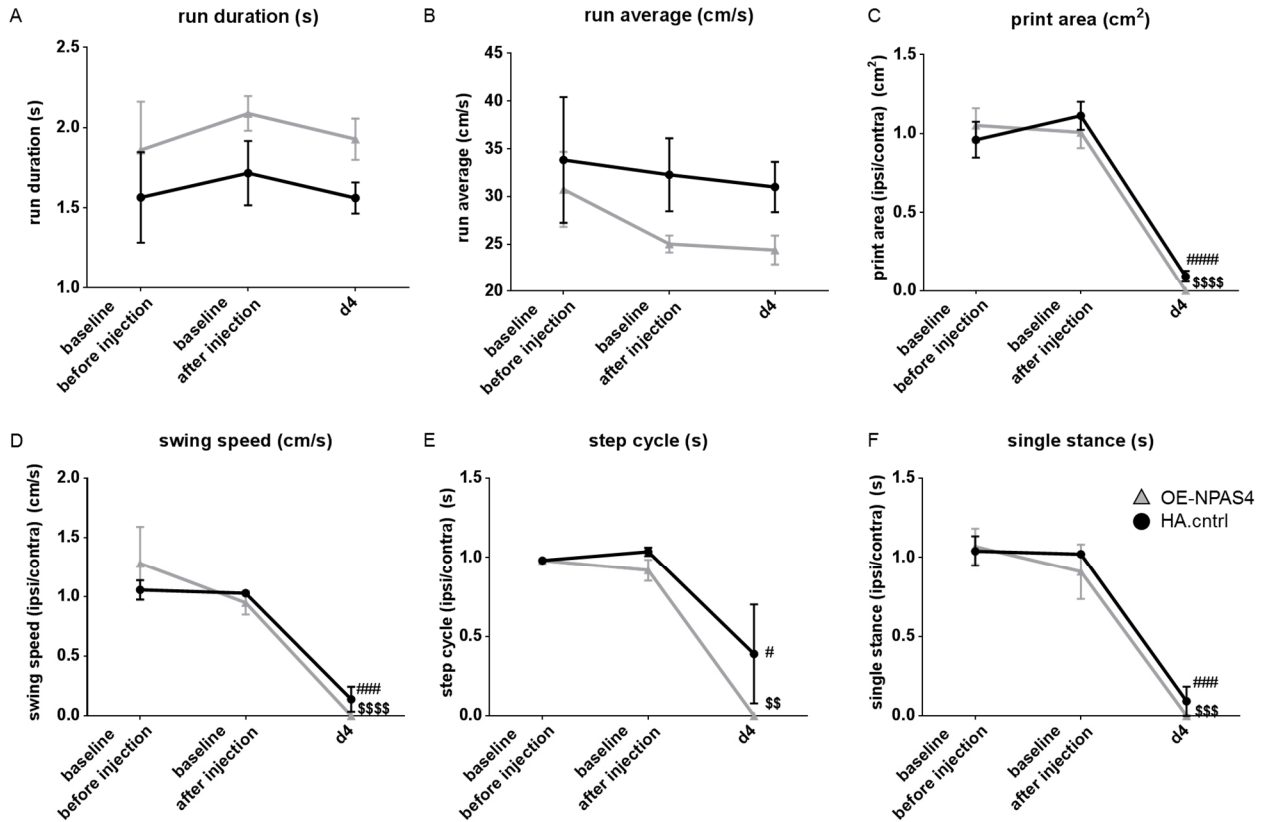 A
run duration (s)
run duration (s)
2.5
2.0
1.5
1.0
baseline
before injection
baseline
after injection
d4
B
run average (cm/s)
run average (cm/s)
45
40
35
30
25
20
baseline
before injection
baseline
after injection
d4
C
print area (cm²)
print area (ipsi/contra) (cm²)
1.5
1.0
0.5
0.0
####
$$$$
baseline
before injection
baseline
after injection
d4
D
swing speed (cm/s)
swing speed (ipsi/contra) (cm/s)
2.0
1.5
1.0
0.5
0.0
###
$$$$
baseline
before injection
baseline
after injection
d4
E
step cycle (s)
step cycle (ipsi/contra) (s)
1.5
1.0
0.5
0.0
#
$$
baseline
before injection
baseline
after injection
d4
F
single stance (s)
single stance (ipsi/contra) (s)
1.5
1.0
0.5
0.0
OE-NPAS4
HA.cntrl
###
$$$
baseline
before injection
baseline
after injection
d4